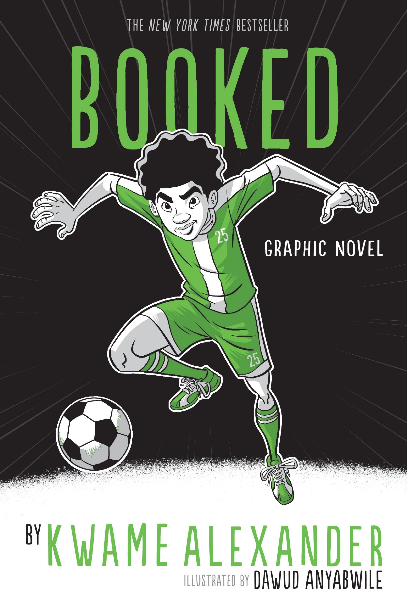 THE NEW YORK TIMES BESTSELLER
BOOKED
25
GRAPHIC NOVEL
25
BY KWAME ALEXANDER
ILLUSTRATED BY DAWUD ANYABWILE